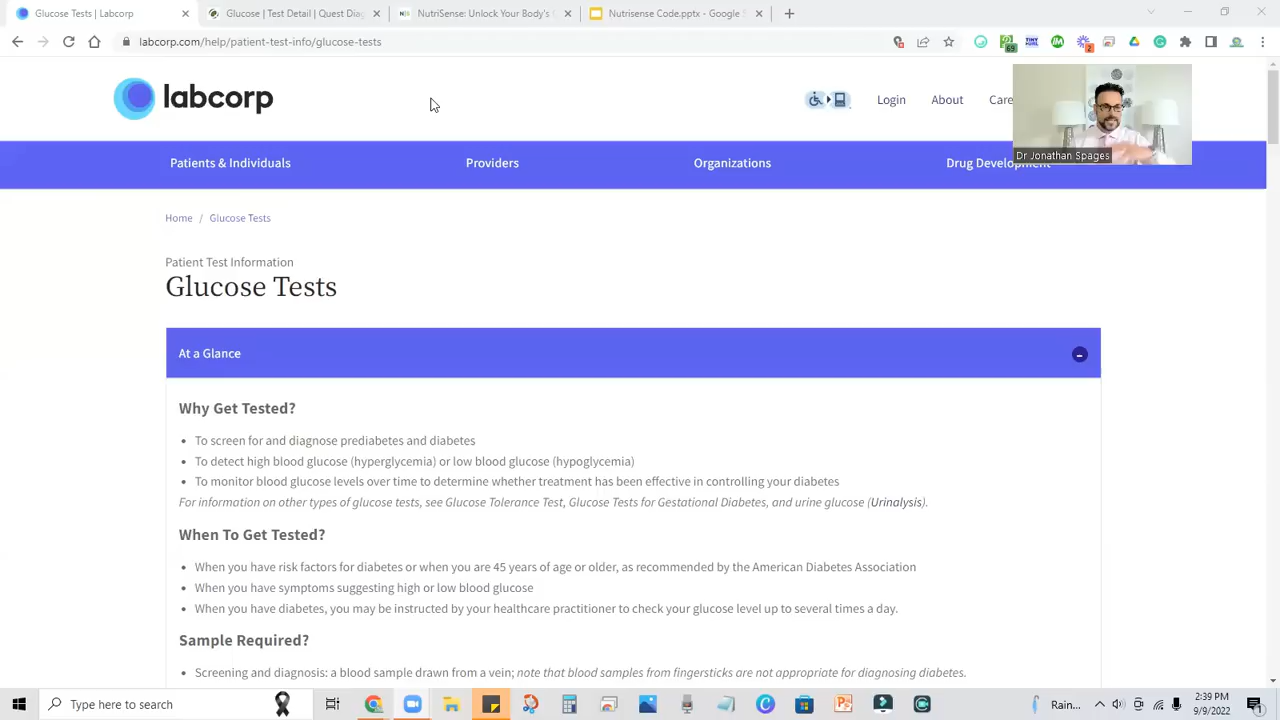 Glucose Tests | Labcorp
Glucose | Test Detail | Quest Diag
NutriSense: Unlock Your Body's
Nutrisense Code.pptx - Google S
labcorp.com/help/patient-test-info/glucose-tests
69
2
labcorp
Login
About
Care
Patients & Individuals
Providers
Organizations
Drug Development
Dr Jonathan Spages
Home / Glucose Tests
Patient Test Information
Glucose Tests
At a Glance
Why Get Tested?
• To screen for and diagnose prediabetes and diabetes
• To detect high blood glucose (hyperglycemia) or low blood glucose (hypoglycemia)
• To monitor blood glucose levels over time to determine whether treatment has been effective in controlling your diabetes
For information on other types of glucose tests, see Glucose Tolerance Test, Glucose Tests for Gestational Diabetes, and urine glucose (Urinalysis).
When To Get Tested?
• When you have risk factors for diabetes or when you are 45 years of age or older, as recommended by the American Diabetes Association
• When you have symptoms suggesting high or low blood glucose
• When you have diabetes, you may be instructed by your healthcare practitioner to check your glucose level up to several times a day.
Sample Required?
• Screening and diagnosis: a blood sample drawn from a vein; note that blood samples from fingersticks are not appropriate for diagnosing diabetes.
Type here to search
Rain...
2:39 PM
9/9/2022
1